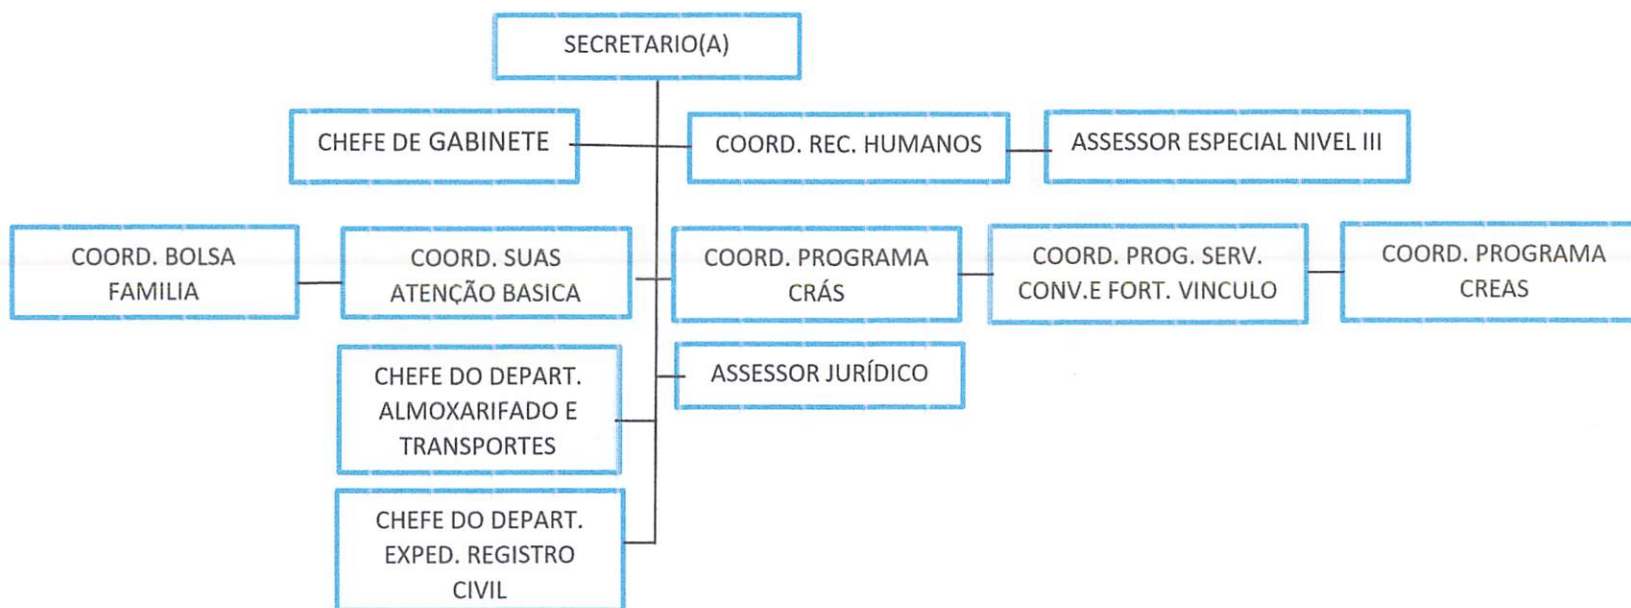 SECRETARIO(A)
CHEFE DE GABINETE
COORD. REC. HUMANOS
ASSESSOR ESPECIAL NIVEL III
COORD. BOLSA
FAMILIA
COORD. SUAS
ATENÇÃO BASICA
COORD. PROGRAMA
CRÁS
COORD. PROG. SERV.
CONV.E FORT. VINCULO
COORD. PROGRAMA
CREAS
CHEFE DO DEPART.
ALMOXARIFADO E
TRANSPORTES
ASSESSOR JURÍDICO
CHEFE DO DEPART.
EXPED. REGISTRO
CIVIL